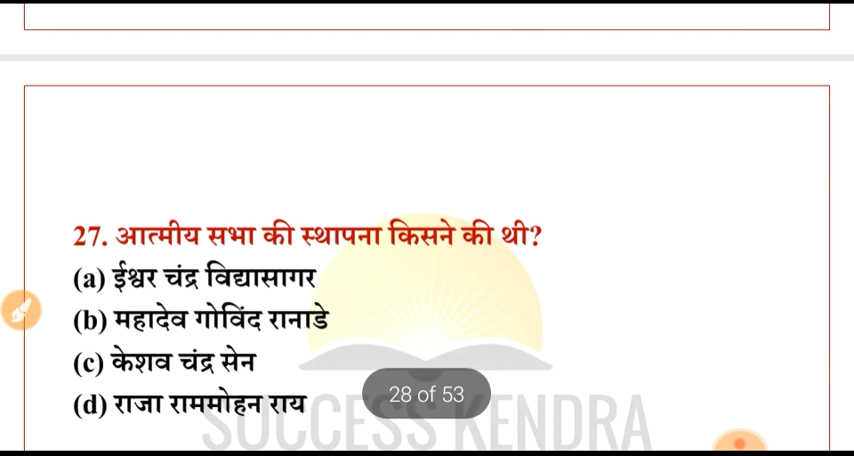 27. आत्मीय सभा की स्थापना किसने की थी?
(a) ईश्वर चंद्र विद्यासागर
(b) महादेव गोविंद रानाडे
(c) केशव चंद्र सेन
(d) राजा राममोहन राय
28 of 53
SUCCESS KENDRA